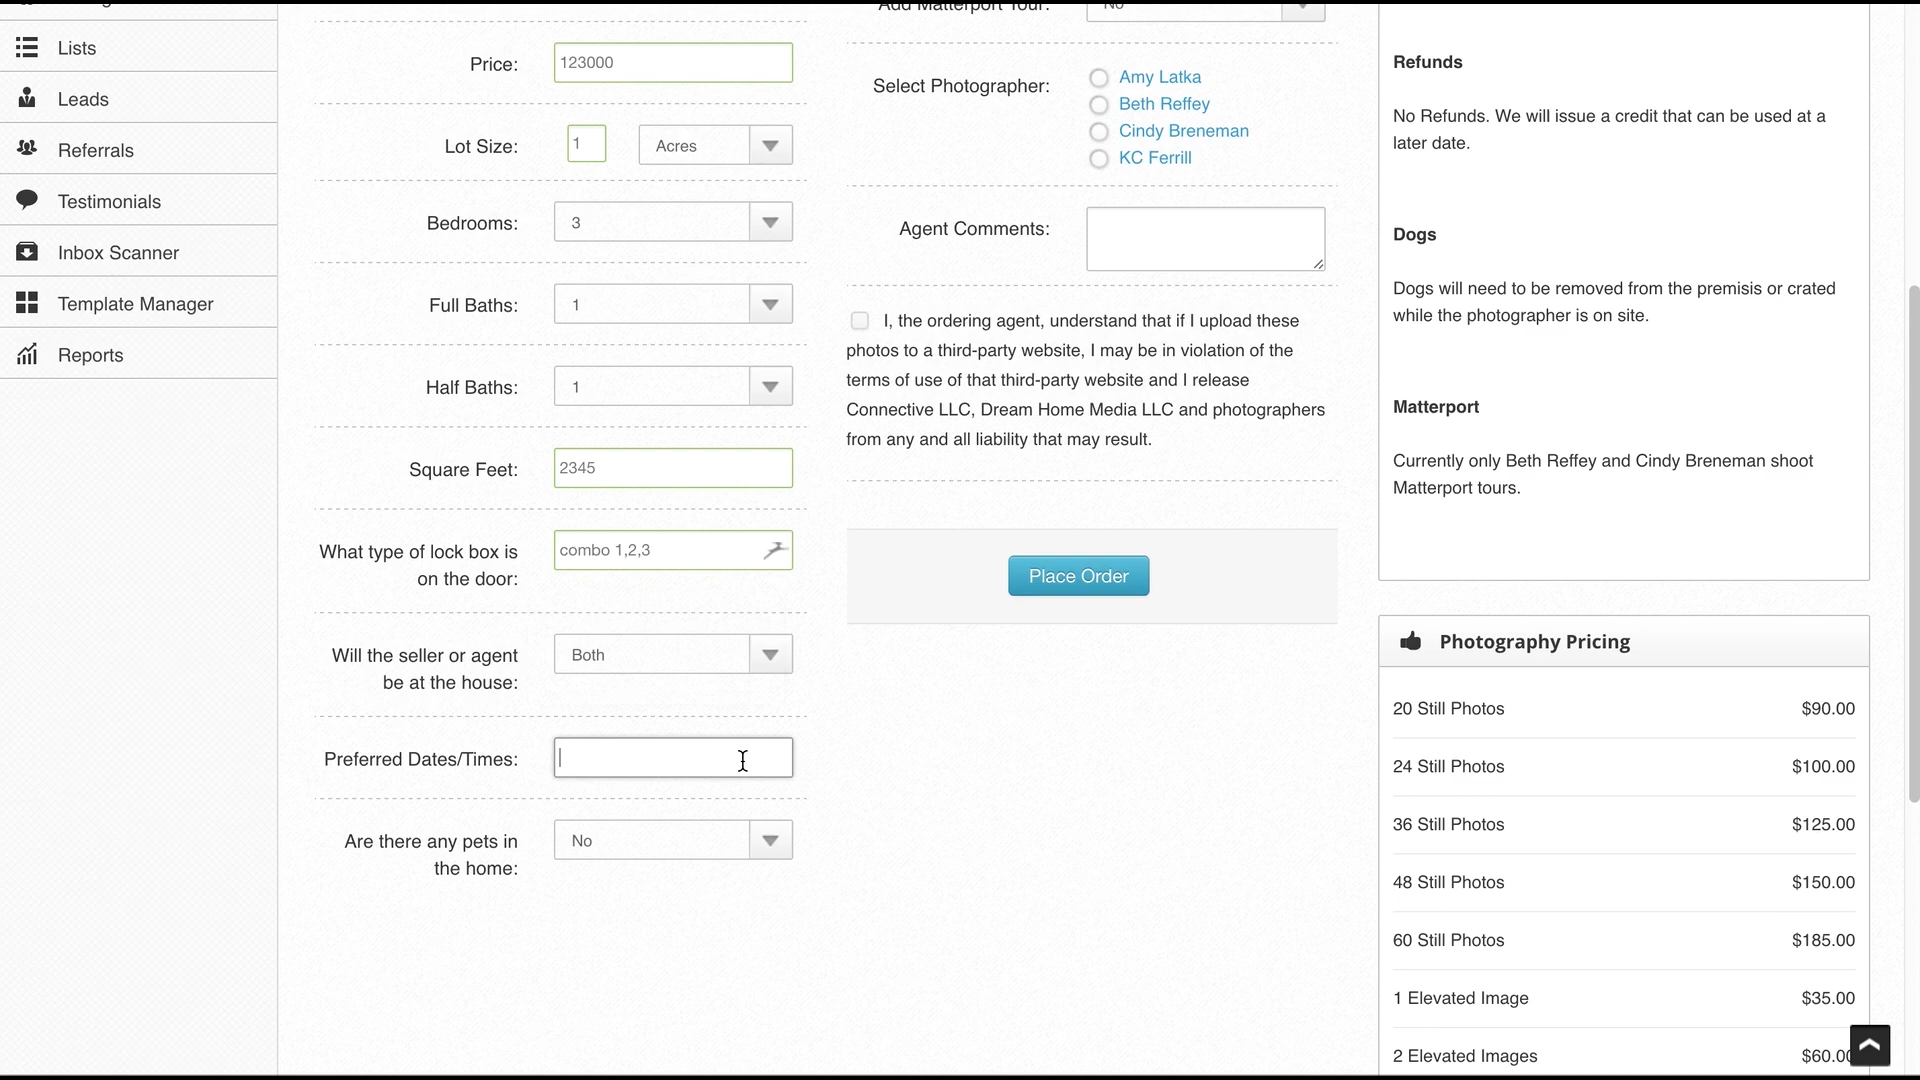 Lists
Leads
Referrals
Testimonials
Inbox Scanner
Template Manager
Reports
Price:
123000
Lot Size:
1
Acres
Bedrooms:
3
Full Baths:
1
Half Baths:
1
Square Feet:
2345
What type of lock box is
on the door:
combo 1,2,3
Will the seller or agent
be at the house:
Both
Preferred Dates/Times:
Are there any pets in
the home:
No
Add Matterport Tour:
No
Select Photographer:
Amy Latka
Beth Reffey
Cindy Breneman
KC Ferrill
Agent Comments:
I, the ordering agent, understand that if I upload these
photos to a third-party website, I may be in violation of the
terms of use of that third-party website and I release
Connective LLC, Dream Home Media LLC and photographers
from any and all liability that may result.
Place Order
Refunds
No Refunds. We will issue a credit that can be used at a
later date.
Dogs
Dogs will need to be removed from the premisis or crated
while the photographer is on site.
Matterport
Currently only Beth Reffey and Cindy Breneman shoot
Matterport tours.
Photography Pricing
20 Still Photos $90.00
24 Still Photos $100.00
36 Still Photos $125.00
48 Still Photos $150.00
60 Still Photos $185.00
1 Elevated Image $35.00
2 Elevated Images $60.00